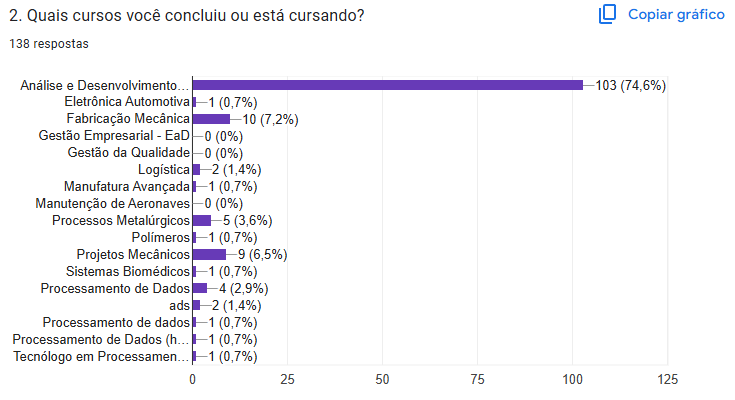 2. Quais cursos você concluiu ou está cursando?
Copiar gráfico
138 respostas
Análise e Desenvolvimento… 103 (74,6%)
Eletrônica Automotiva 1 (0,7%)
Fabricação Mecânica 10 (7,2%)
Gestão Empresarial - EaD 0 (0%)
Gestão da Qualidade 0 (0%)
Logística 2 (1,4%)
Manufatura Avançada 1 (0,7%)
Manutenção de Aeronaves 0 (0%)
Processos Metalúrgicos 5 (3,6%)
Polímeros 1 (0,7%)
Projetos Mecânicos 9 (6,5%)
Sistemas Biomédicos 1 (0,7%)
Processamento de Dados 4 (2,9%)
ads 2 (1,4%)
Processamento de dados 1 (0,7%)
Processamento de Dados (h… 1 (0,7%)
Tecnólogo em Processamen… 1 (0,7%)
0 25 50 75 100 125